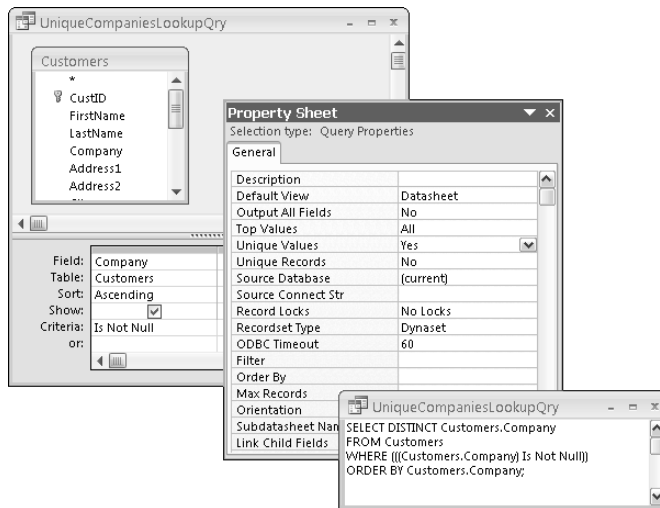 UniqueCompaniesLookupQry
Customers
*
CustID
FirstName
LastName
Company
Address1
Address2
Field: Company
Table: Customers
Sort: Ascending
Show:
Criteria: Is Not Null
or:
Property Sheet
Selection type: Query Properties
General
Description
Default View Datasheet
Output All Fields No
Top Values All
Unique Values Yes
Unique Records No
Source Database (current)
Source Connect Str
Record Locks No Locks
Recordset Type Dynaset
ODBC Timeout 60
Filter
Order By
Max Records
Orientation
Subdatasheet Nan
Link Child Fields
UniqueCompaniesLookupQry
SELECT DISTINCT Customers.Company
FROM Customers
WHERE (((Customers.Company) Is Not Null))
ORDER BY Customers.Company;